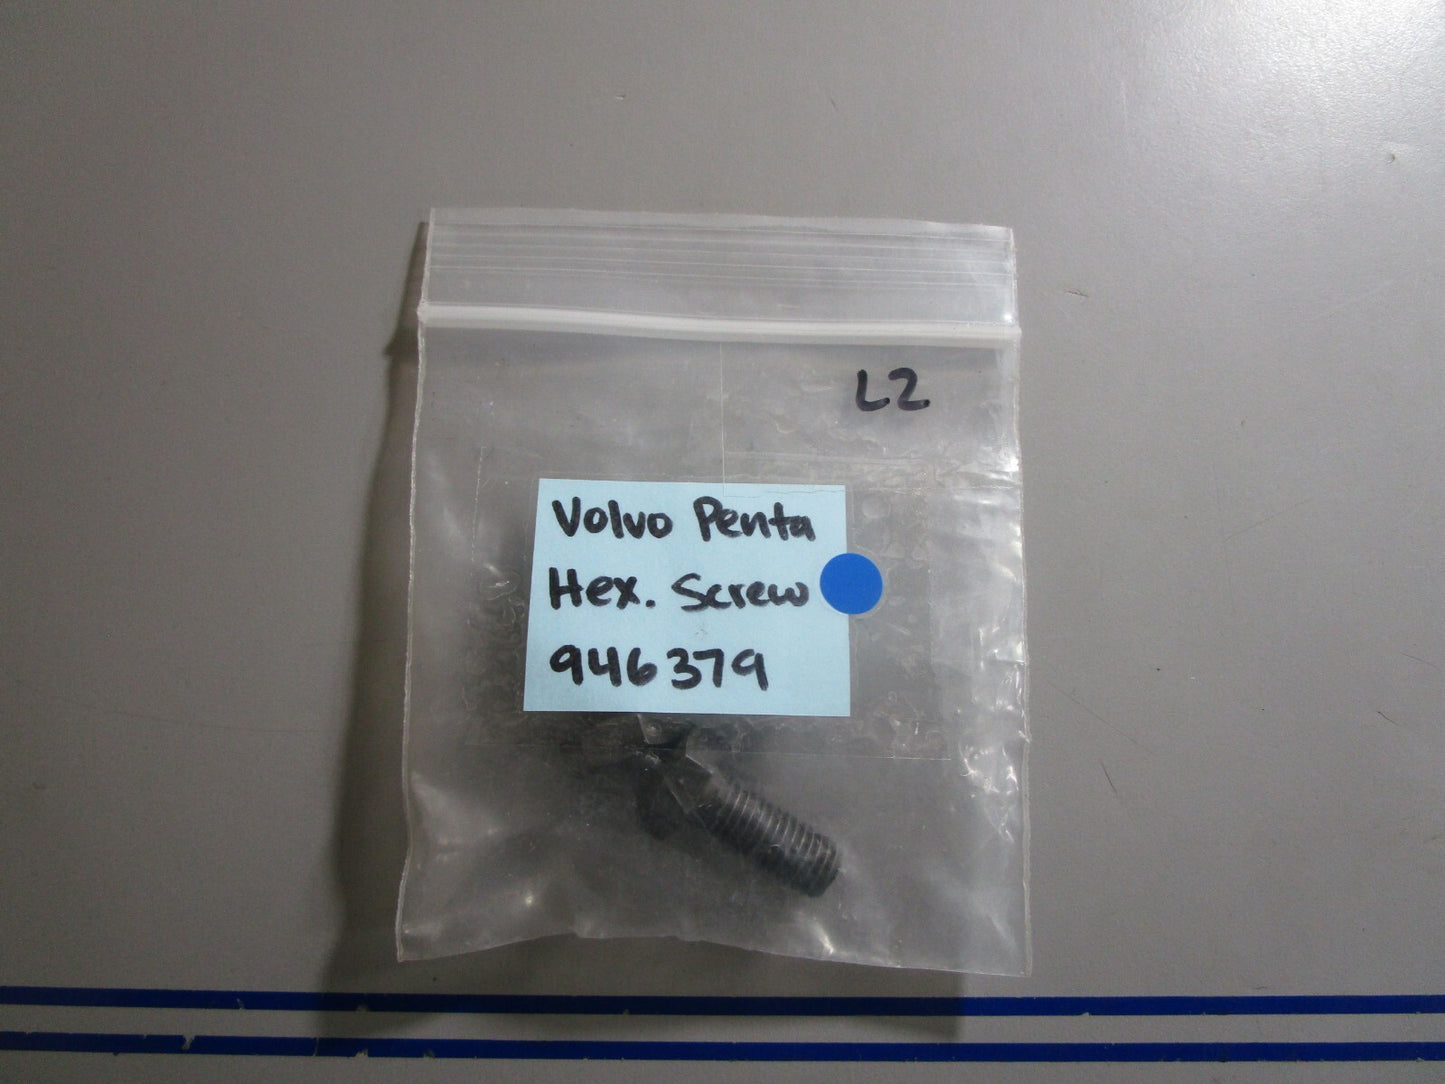 L2
Volvo Penta
Hex. Screw
946379